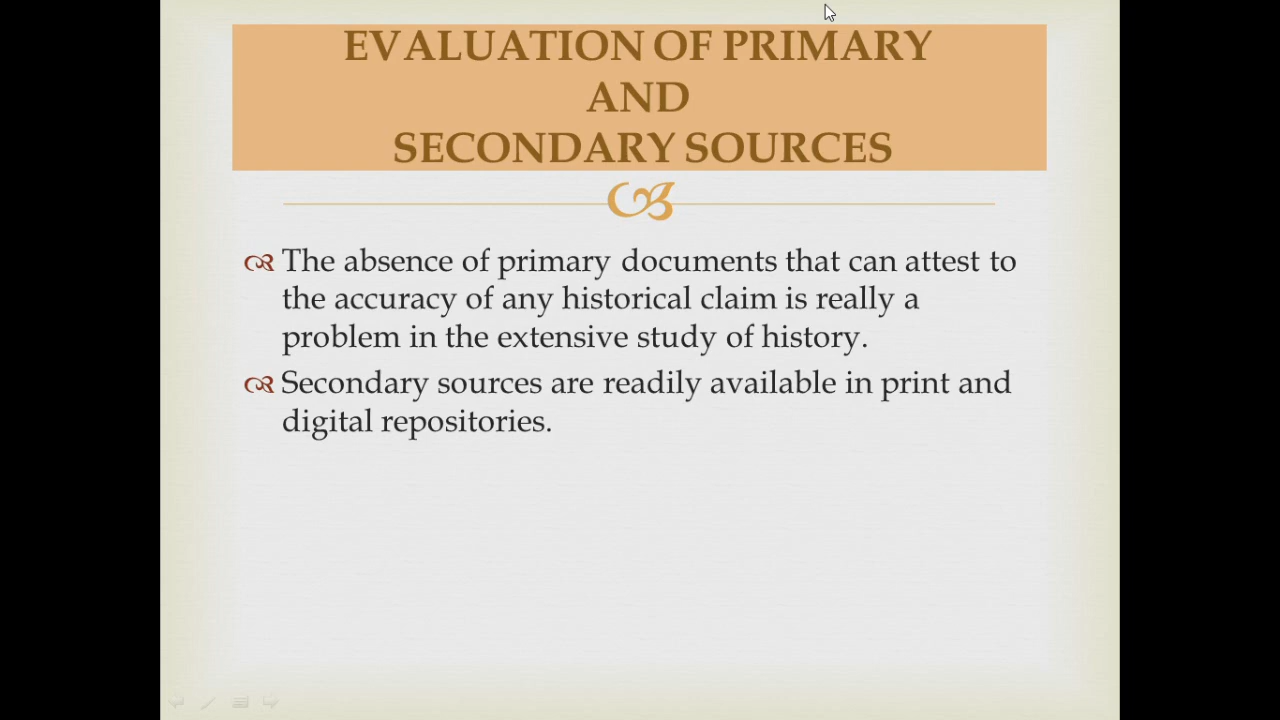 EVALUATION OF PRIMARY
AND
SECONDARY SOURCES
The absence of primary documents that can attest to
the accuracy of any historical claim is really a
problem in the extensive study of history.
Secondary sources are readily available in print and
digital repositories.